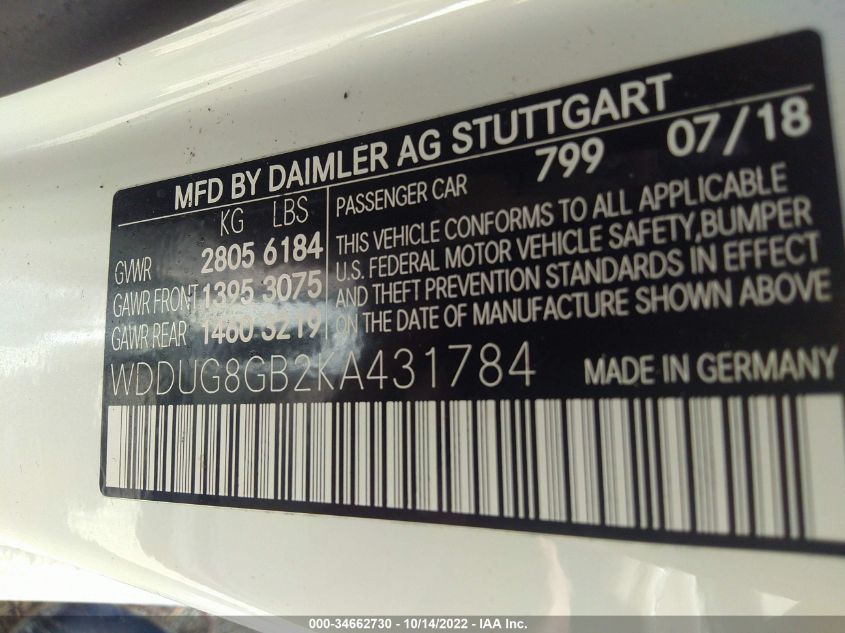 MFD BY DAIMLER AG STUTTGART
KG LBS
GVWR 2805 6184
GAWR FRONT 1395 3075
GAWR REAR 1460 3219
PASSENGER CAR 799 07/18
THIS VEHICLE CONFORMS TO ALL APPLICABLE
U.S. FEDERAL MOTOR VEHICLE SAFETY,BUMPER
AND THEFT PREVENTION STANDARDS IN EFFECT
ON THE DATE OF MANUFACTURE SHOWN ABOVE
WDDUG8GB2KA431784 MADE IN GERMANY
000-34662730 - 10/14/2022 - IAA Inc.